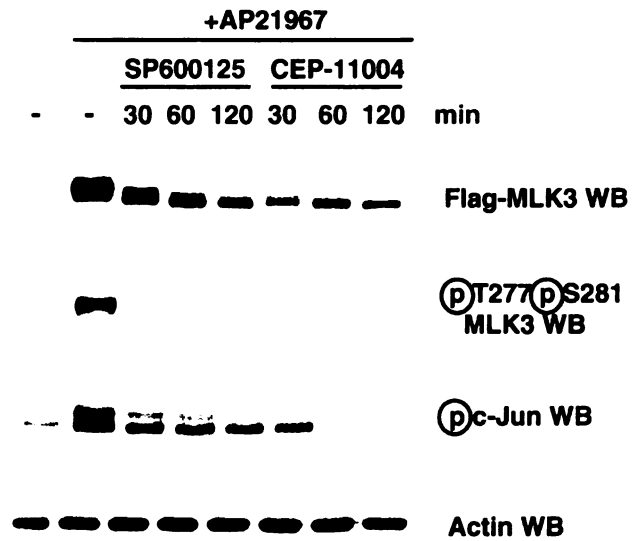 +AP21967
SP600125 CEP-11004
- - 30 60 120 30 60 120 min
Flag-MLK3 WB
pT277pS281
MLK3 WB
pc-Jun WB
Actin WB